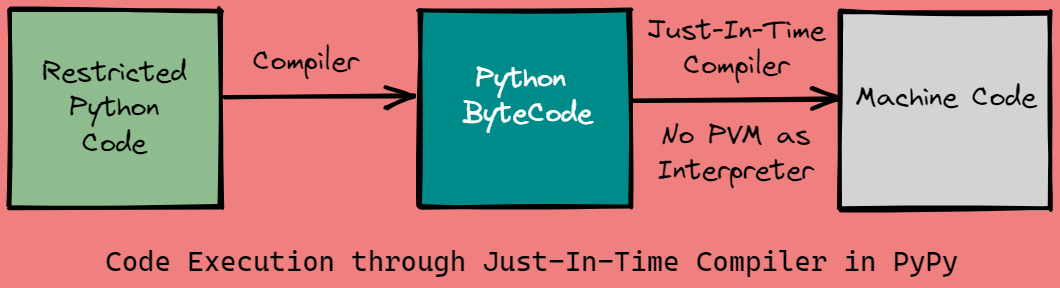 Restricted
Python
Code
Compiler
Python
ByteCode
Just-In-Time
Compiler
No PVM as
Interpreter
Machine Code
Code Execution through Just-In-Time Compiler in PyPy